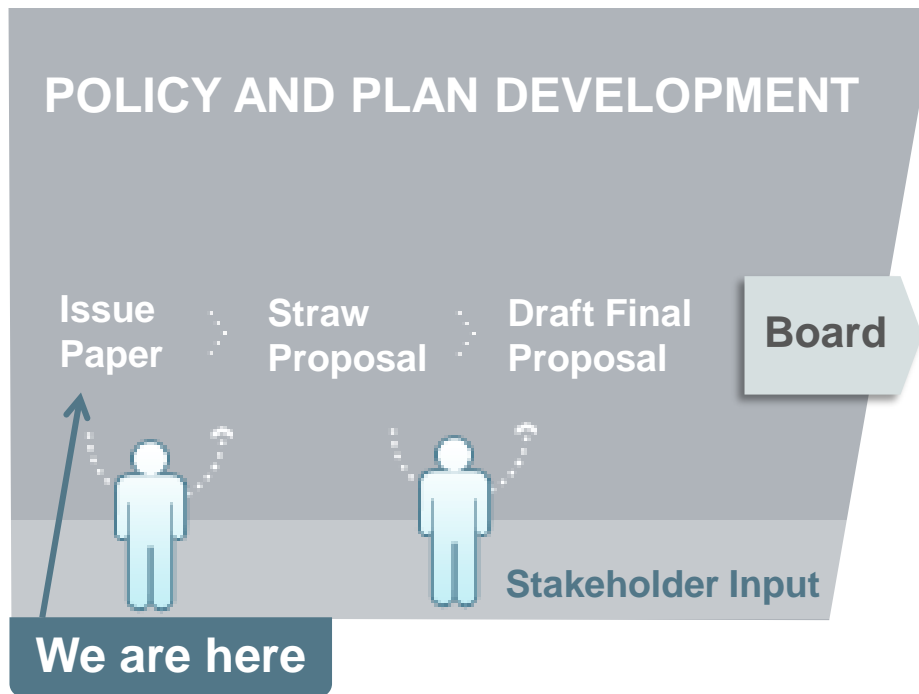 POLICY AND PLAN DEVELOPMENT
Issue
Paper
Straw
Proposal
Draft Final
Proposal
Board
Stakeholder Input
We are here